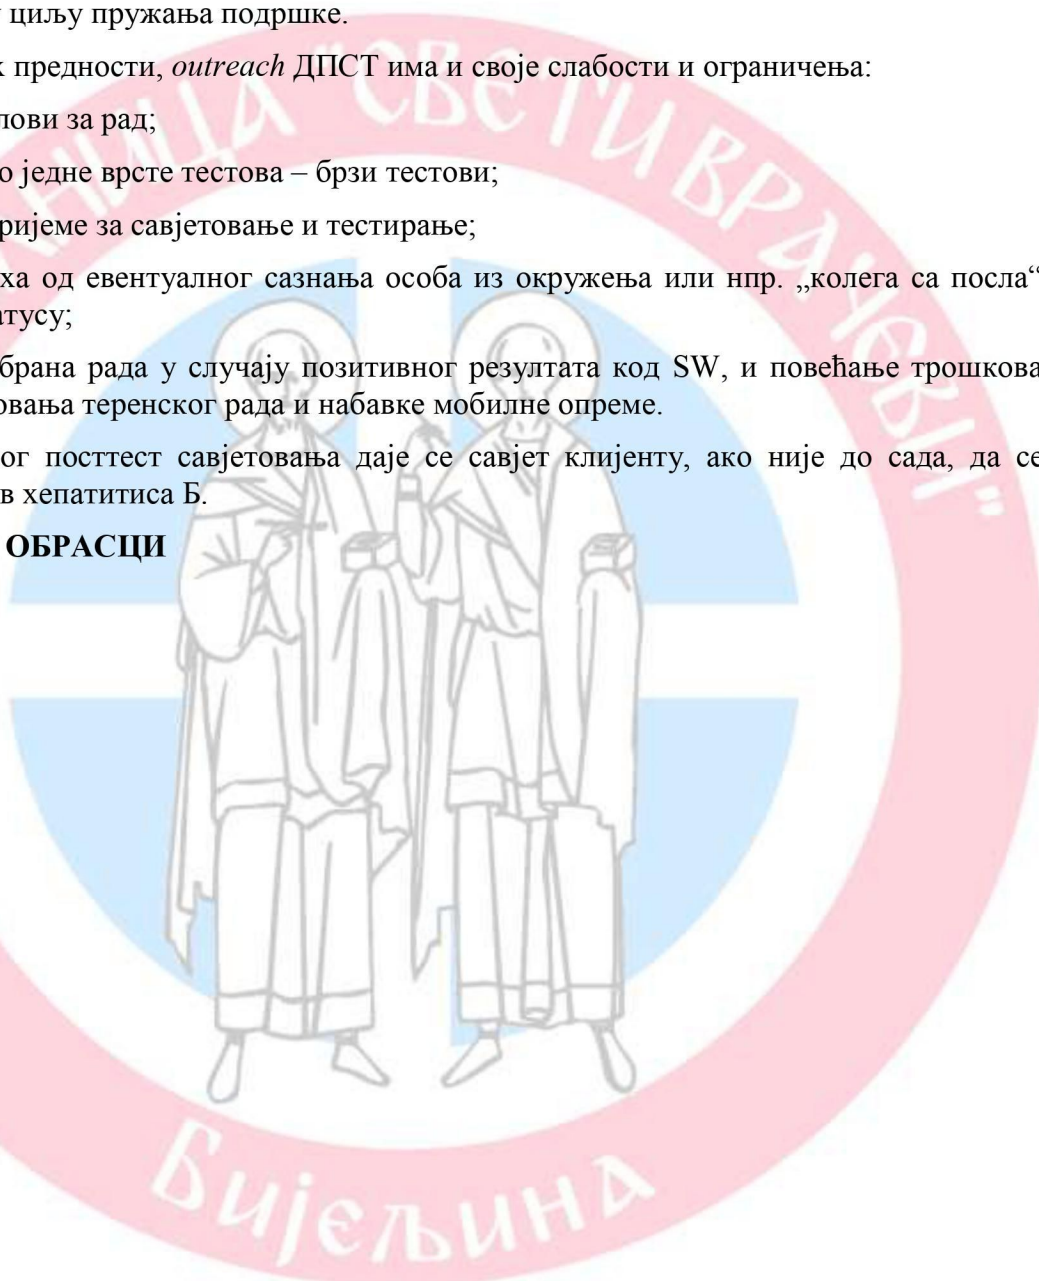 циљу пружања подршке.
предности, outreach ДПСТ има и своје слабости и ограничења:
лови за рад;
о једне врсте тестова – брзи тестови;
ријеме за савјетовање и тестирање;
ха од евентуалног сазнања особа из окружења или нпр. „колега са посла“
атусу;
брана рада у случају позитивног резултата код SW, и повећање трошкова
овања теренског рада и набавке мобилне опреме.
ог посттест савјетовања даје се савјет клијенту, ако није до сада, да се
в хепатитиса Б.
ОБРАСЦИ
НИЦА "СВЕТИ ВРАЧЕВИ"
Бијељина